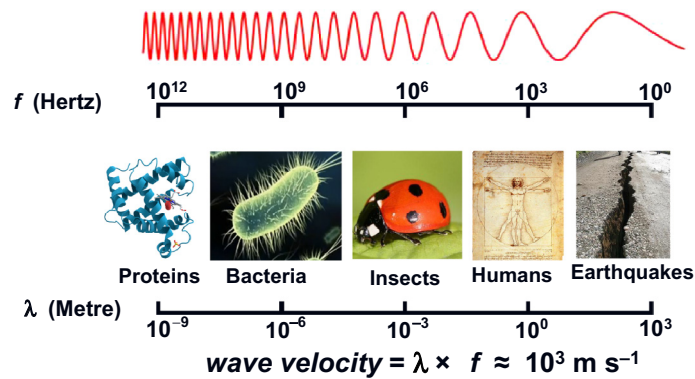 f (Hertz) 10¹² 10⁹ 10⁶ 10³ 10⁰
Proteins Bacteria Insects Humans Earthquakes
λ (Metre) 10⁻⁹ 10⁻⁶ 10⁻³ 10⁰ 10³
wave velocity = λ × f ≈ 10³ m s⁻¹